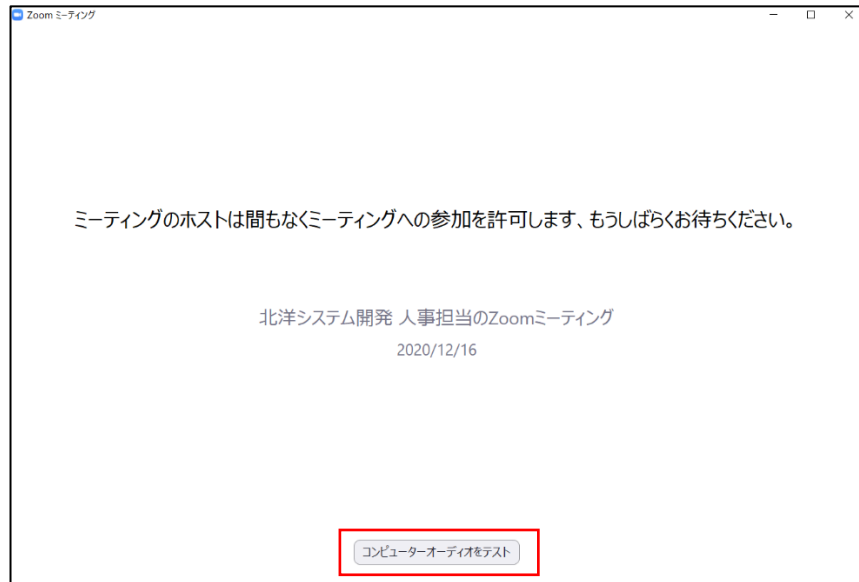 Zoom ミーティング
ミーティングのホストは間もなくミーティングへの参加を許可します、もうしばらくお待ちください。
北洋システム開発 人事担当のZoomミーティング
2020/12/16
コンピューターオーディオをテスト